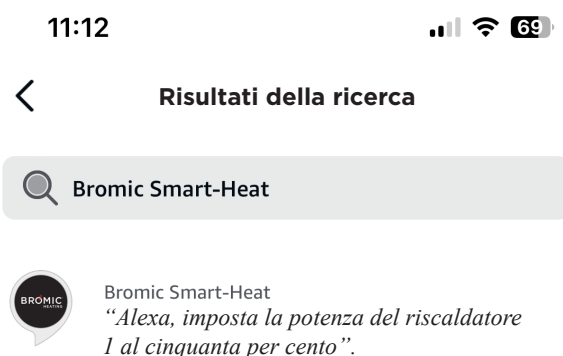 11:12
69
Risultati della ricerca
Bromic Smart-Heat
BROMIC
HEATING
Bromic Smart-Heat
“Alexa, imposta la potenza del riscaldatore
1 al cinquanta per cento”.